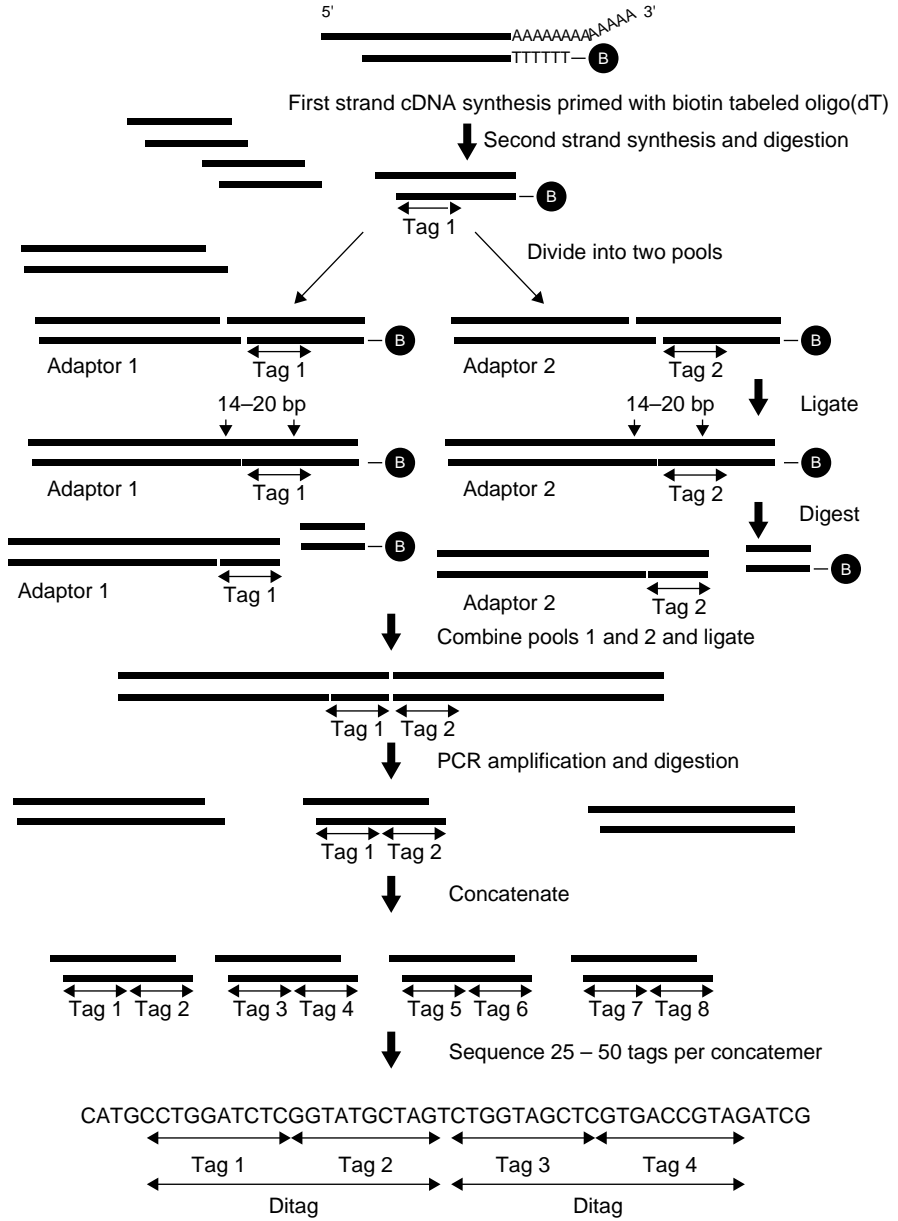 5' AAAAAAAAAAAAA 3'
TTTTTT B
First strand cDNA synthesis primed with biotin tabeled oligo(dT)
Second strand synthesis and digestion
B
Tag 1
Divide into two pools
B B
Adaptor 1 Tag 1 Adaptor 2 Tag 2
Ligate
14–20 bp 14–20 bp
B B
Adaptor 1 Tag 1 Adaptor 2 Tag 2
Digest
B B
Adaptor 1 Tag 1 Adaptor 2 Tag 2
Combine pools 1 and 2 and ligate
Tag 1 Tag 2
PCR amplification and digestion
Tag 1 Tag 2
Concatenate
Tag 1 Tag 2 Tag 3 Tag 4 Tag 5 Tag 6 Tag 7 Tag 8
Sequence 25 – 50 tags per concatemer
CATGCCTGGATCTCGGTATGCTAGTCTGGTAGCTCGTGACCGTAGATCG
Tag 1 Tag 2 Tag 3 Tag 4
Ditag Ditag